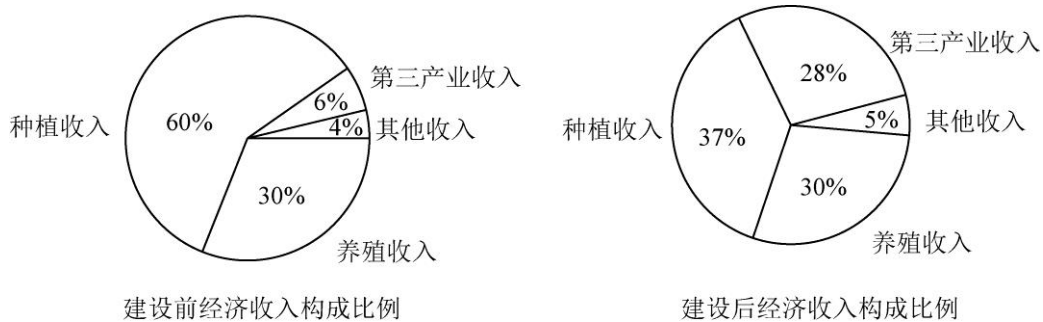 种植收入
60%
第三产业收入
6%
其他收入
4%
30%
养殖收入
建设前经济收入构成比例
种植收入
37%
第三产业收入
28%
其他收入
5%
30%
养殖收入
建设后经济收入构成比例